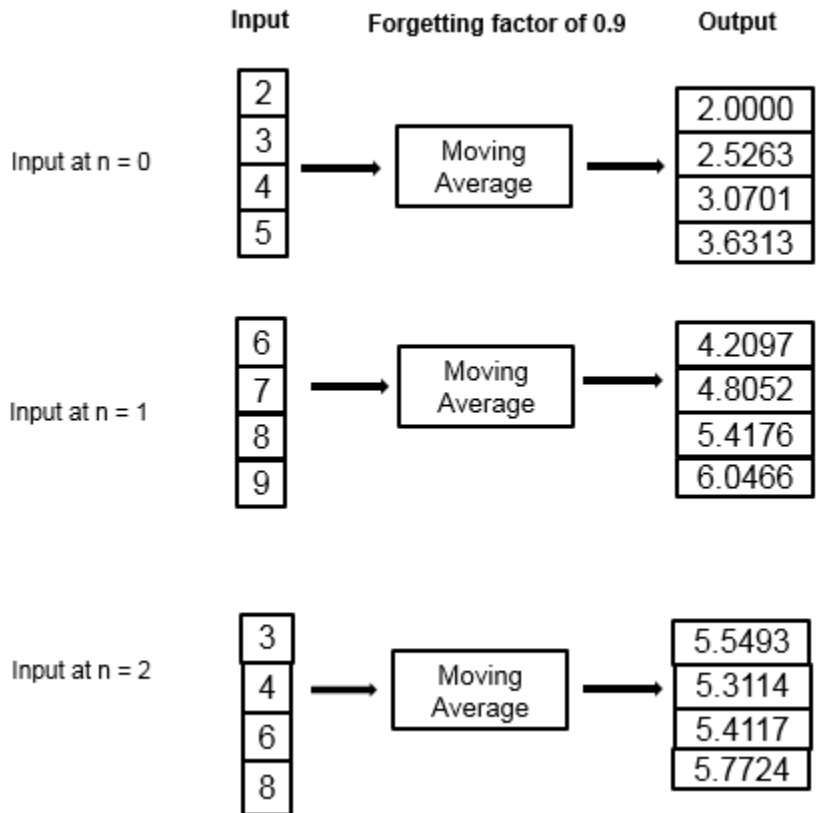 Input Forgetting factor of 0.9 Output
Input at n = 0
2
3
4
5
Moving
Average
2.0000
2.5263
3.0701
3.6313
Input at n = 1
6
7
8
9
Moving
Average
4.2097
4.8052
5.4176
6.0466
Input at n = 2
3
4
6
8
Moving
Average
5.5493
5.3114
5.4117
5.7724